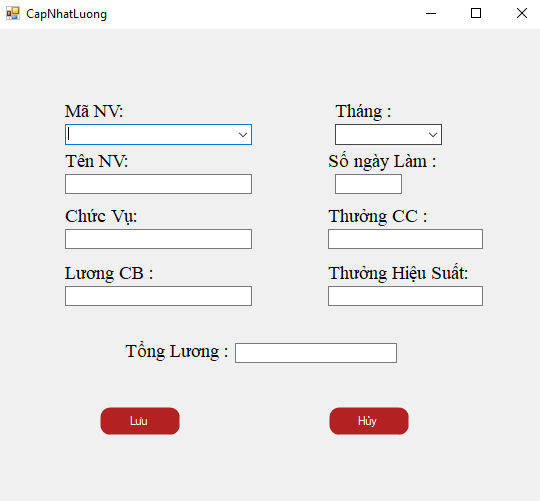 CapNhatLuong
Mã NV:
Tháng :
Tên NV:
Số ngày Làm :
Chức Vụ:
Thưởng CC :
Lương CB :
Thưởng Hiệu Suất:
Tổng Lương :
Lưu
Hủy